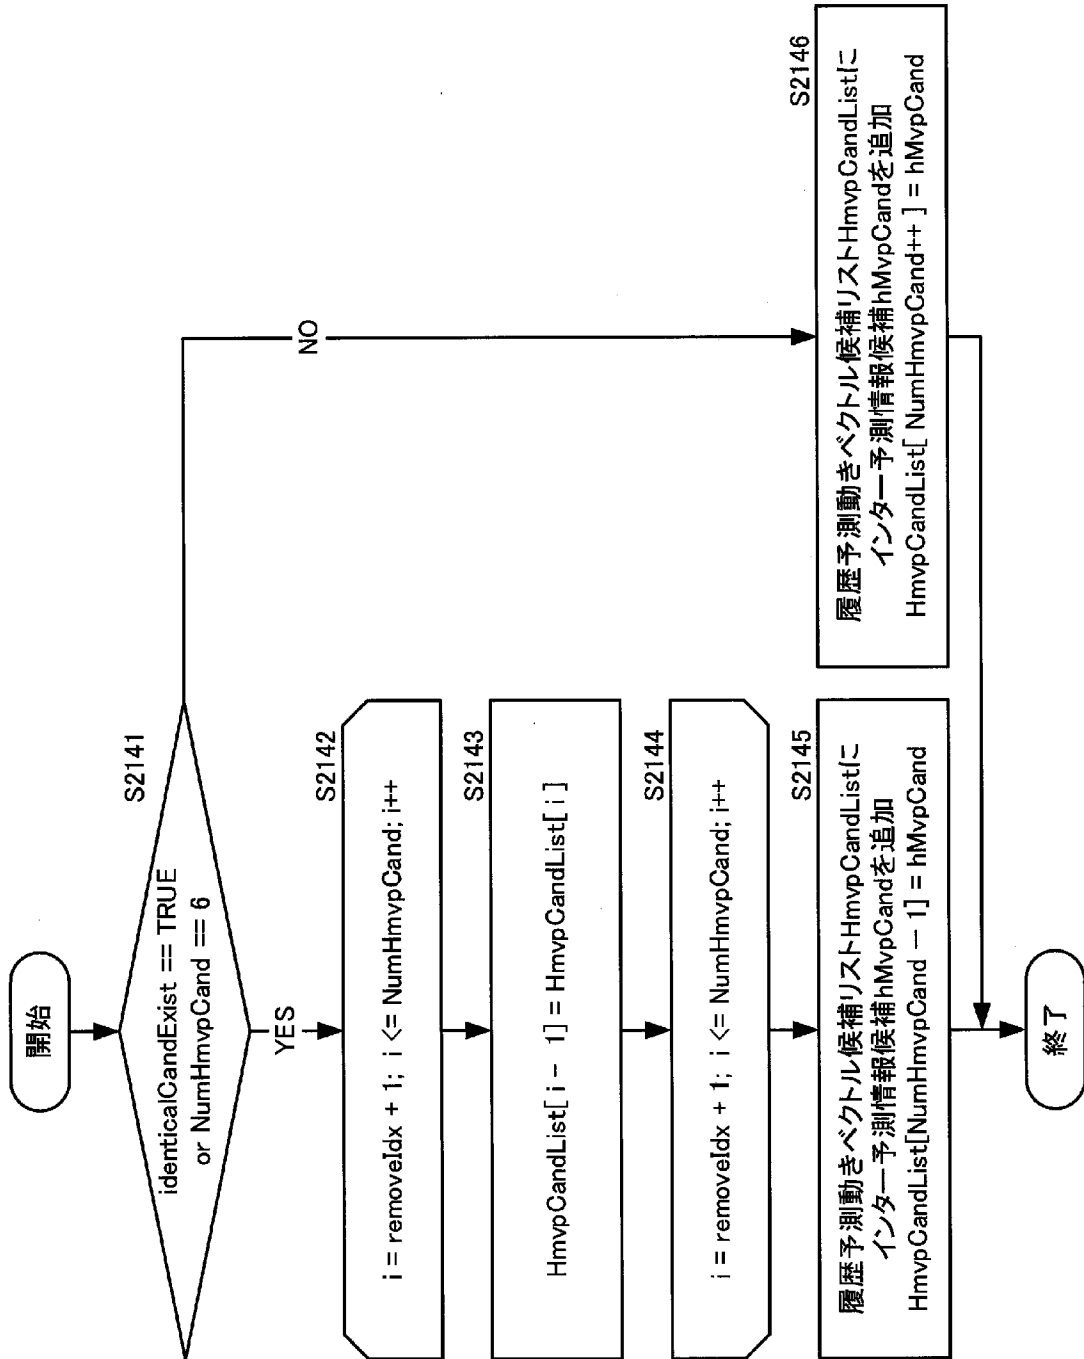 開始
S2141
identicalCandExist == TRUE
or NumHmvpCand == 6
YES
NO
S2142
i = removeIdx + 1; i <= NumHmvpCand; i++
S2143
HmvpCandList[ i - 1] = HmvpCandList[ i ]
S2144
i = removeIdx + 1; i <= NumHmvpCand; i++
S2145
履歴予測動きベクトル候補リストHmvpCandListに
インター予測情報候補hMvpCandを追加
HmvpCandList[NumHmvpCand ー 1] = hMvpCand
S2146
履歴予測動きベクトル候補リストHmvpCandListに
インター予測情報候補hMvpCandを追加
HmvpCandList[ NumHmvpCand++ ] = hMvpCand
終了